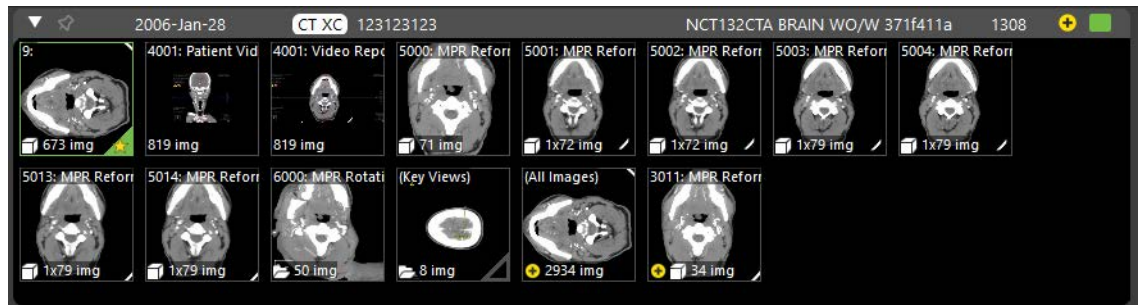 2006-Jan-28 CT XC 123123123 NCT132CTA BRAIN WO/W 371f411a 1308
9: 4001: Patient Vid 4001: Video Repo 5000: MPR Reforr 5001: MPR Reforr 5002: MPR Reforr 5003: MPR Reforr 5004: MPR Reforr
673 img 819 img 819 img 71 img 1x72 img 1x72 img 1x79 img 1x79 img
5013: MPR Reforr 5014: MPR Reforr 6000: MPR Rotati (Key Views) (All Images) 3011: MPR Reforr
1x79 img 1x79 img 50 img 8 img 2934 img 34 img